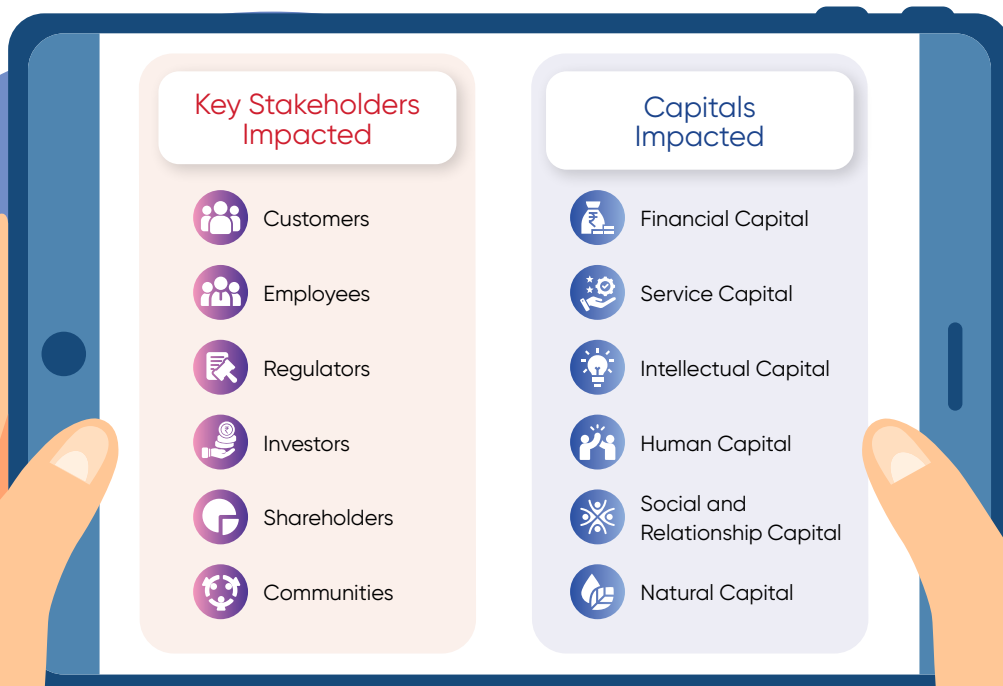 Key Stakeholders
Impacted
Customers
Employees
Regulators
Investors
Shareholders
Communities
Capitals
Impacted
Financial Capital
Service Capital
Intellectual Capital
Human Capital
Social and
Relationship Capital
Natural Capital